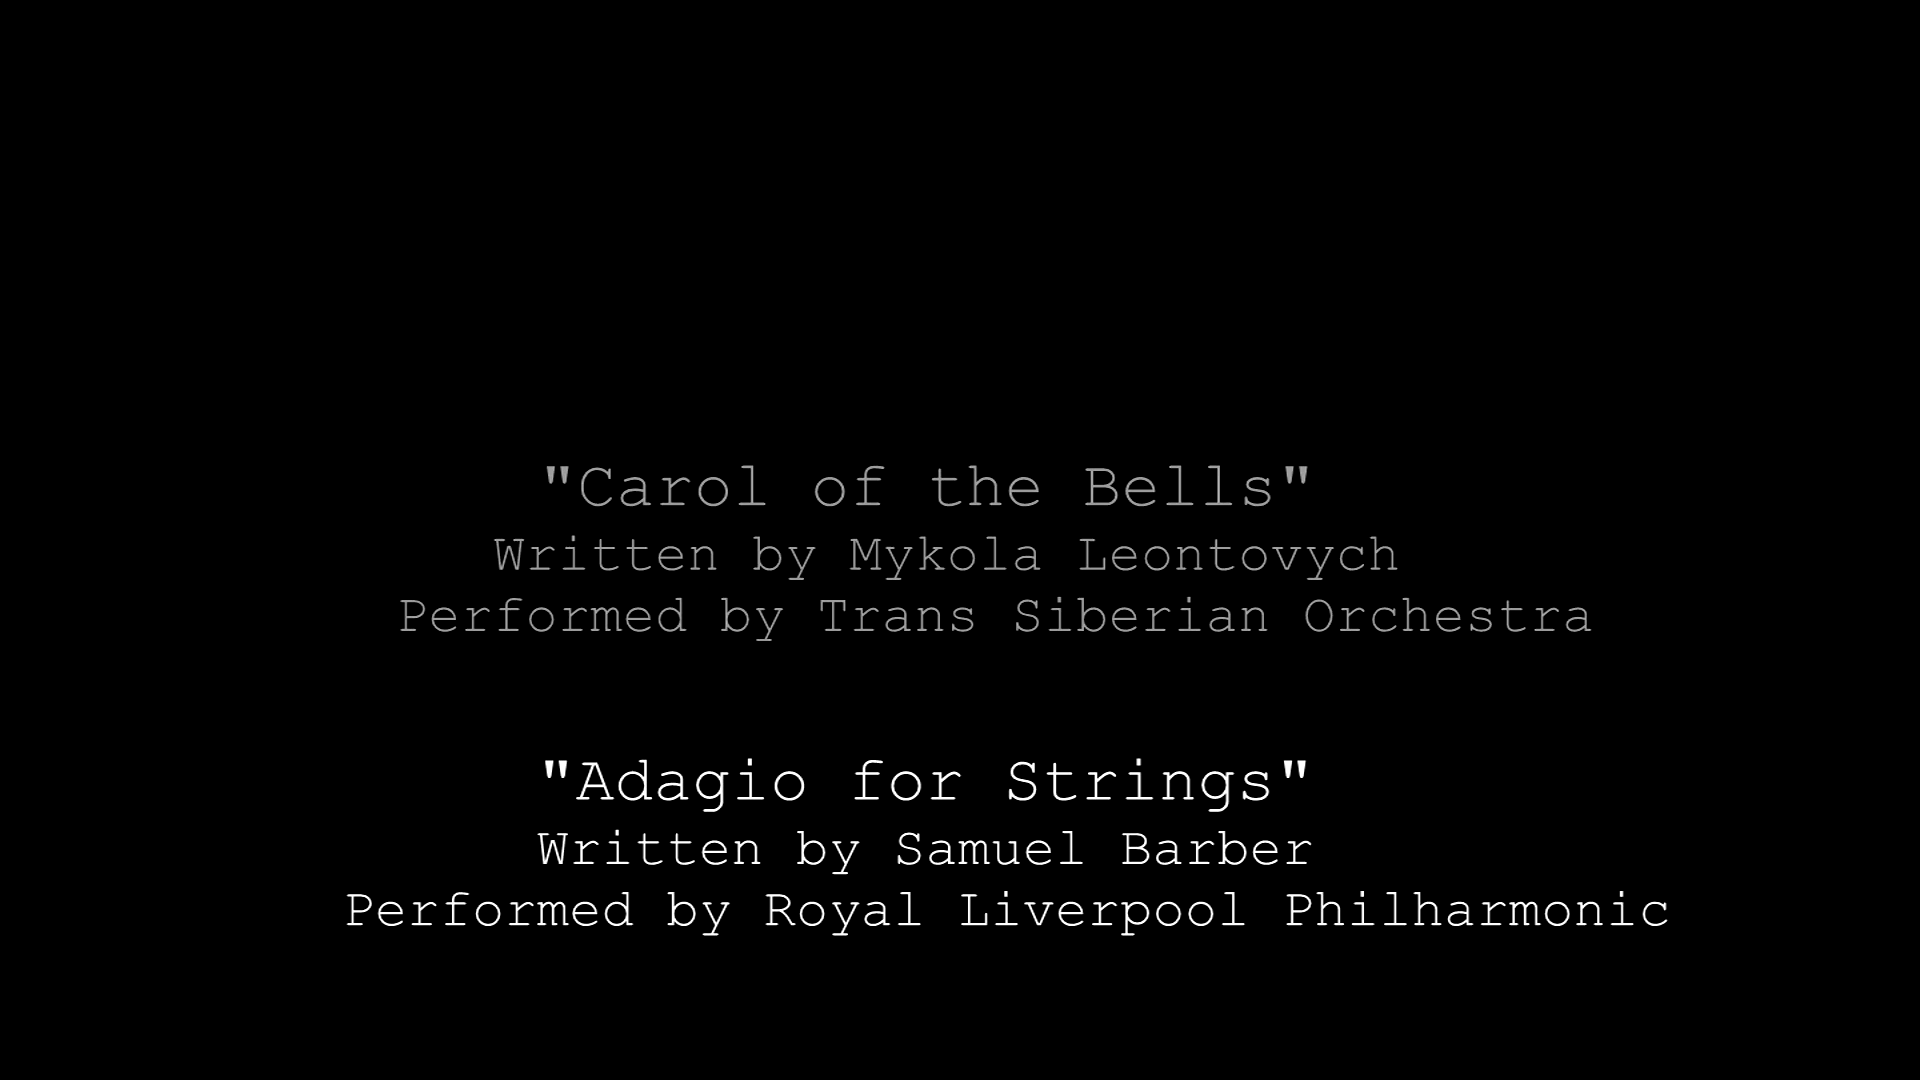 "Carol of the Bells"
Written by Mykola Leontovych
Performed by Trans Siberian Orchestra
"Adagio for Strings"
Written by Samuel Barber
Performed by Royal Liverpool Philharmonic